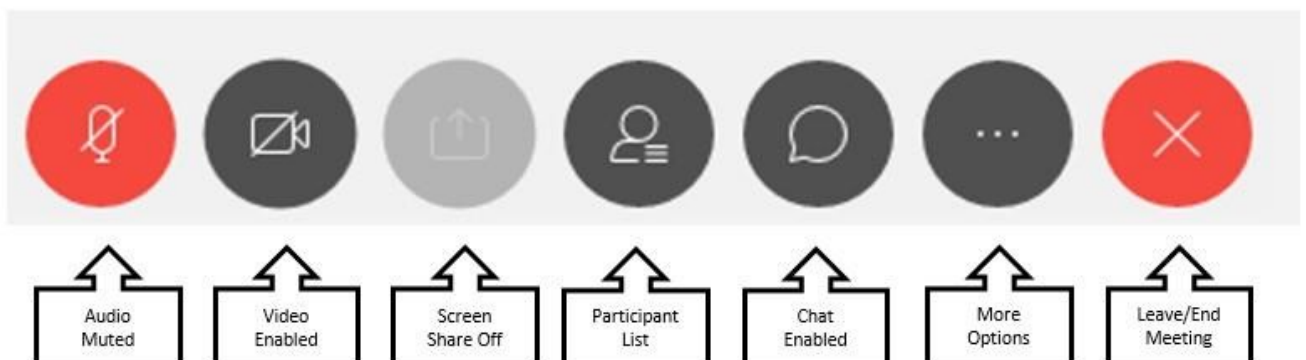 Audio
Muted
Video
Enabled
Screen
Share Off
Participant
List
Chat
Enabled
More
Options
Leave/End
Meeting